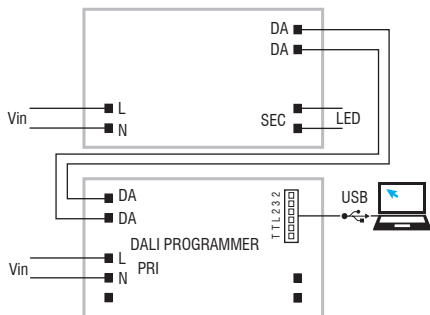 DA
DA
L
Vin
N
SEC
LED
DA
DA
TTL232
USB
DALI PROGRAMMER
L
PRI
Vin
N